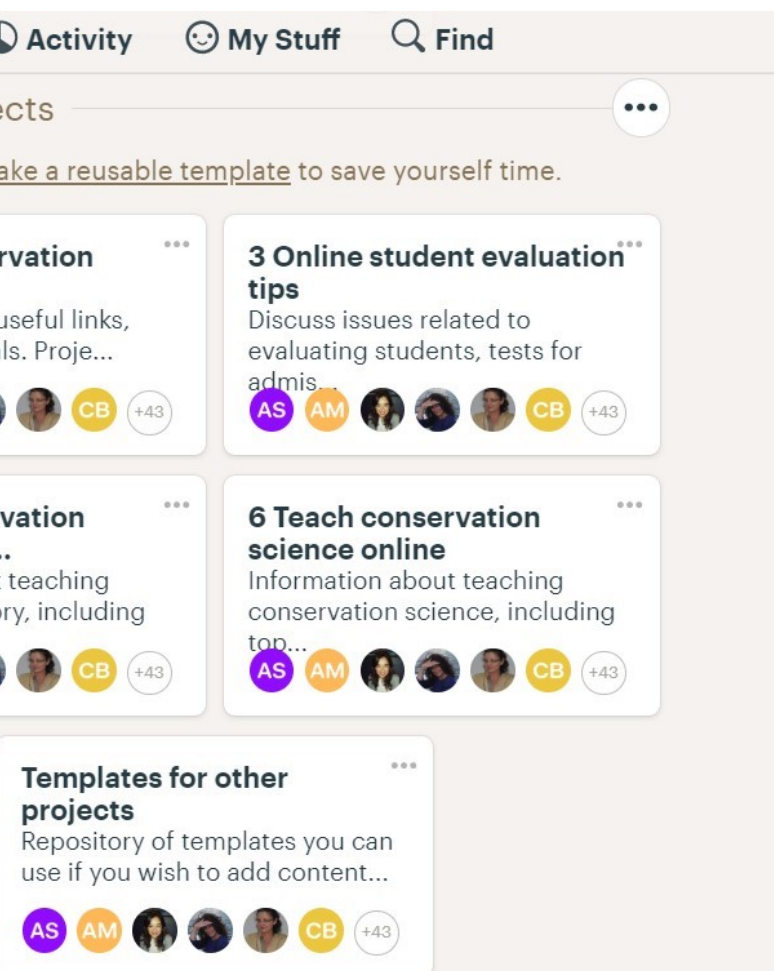 Activity My Stuff Find
ects
ake a reusable template to save yourself time.
rvation
useful links,
ls. Proje...
CB +43
3 Online student evaluation
tips
Discuss issues related to
evaluating students, tests for
admis...
AS AM CB +43
vation
..
t teaching
ory, including
CB +43
6 Teach conservation
science online
Information about teaching
conservation science, including
top...
AS AM CB +43
Templates for other
projects
Repository of templates you can
use if you wish to add content...
AS AM CB +43